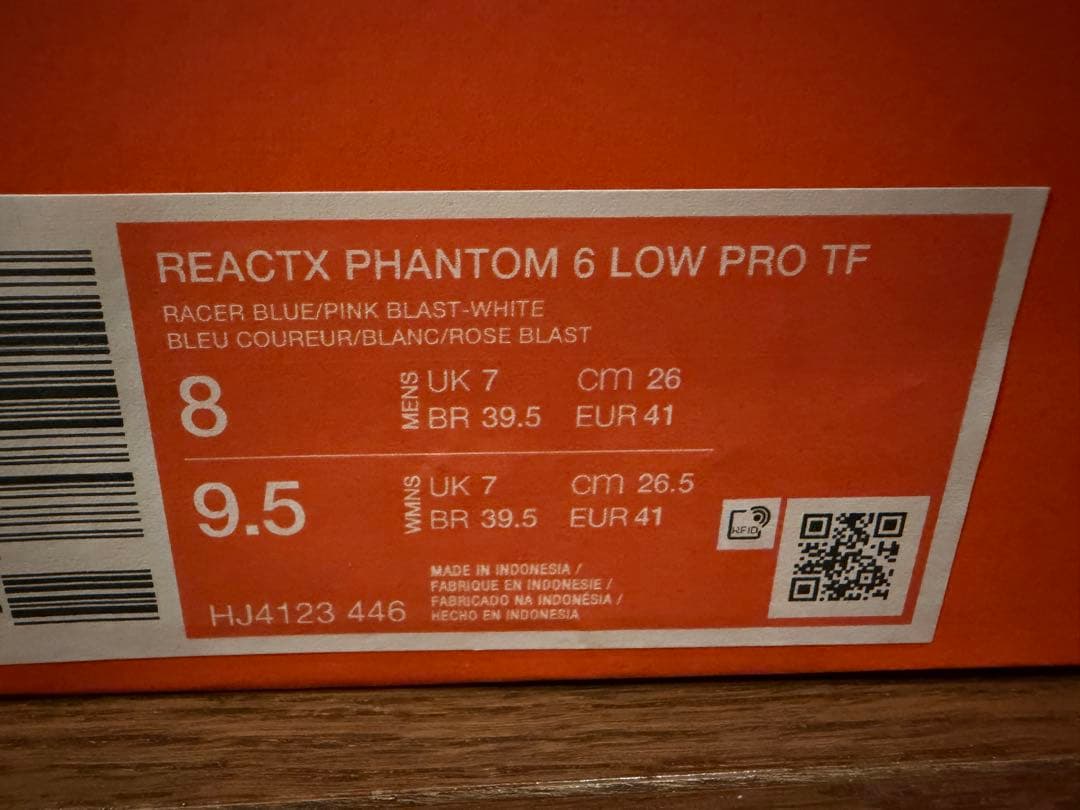 REACTX PHANTOM 6 LOW PRO TF
RACER BLUE/PINK BLAST-WHITE
BLEU COUREUR/BLANC/ROSE BLAST
8
MENS
UK 7 cm 26
BR 39.5 EUR 41
9.5
WMNS
UK 7 cm 26.5
BR 39.5 EUR 41
RFID
MADE IN INDONESIA /
FABRIQUE EN INDONESIE /
FABRICADO NA INDONÉSIA /
HECHO EN INDONESIA
HJ4123 446